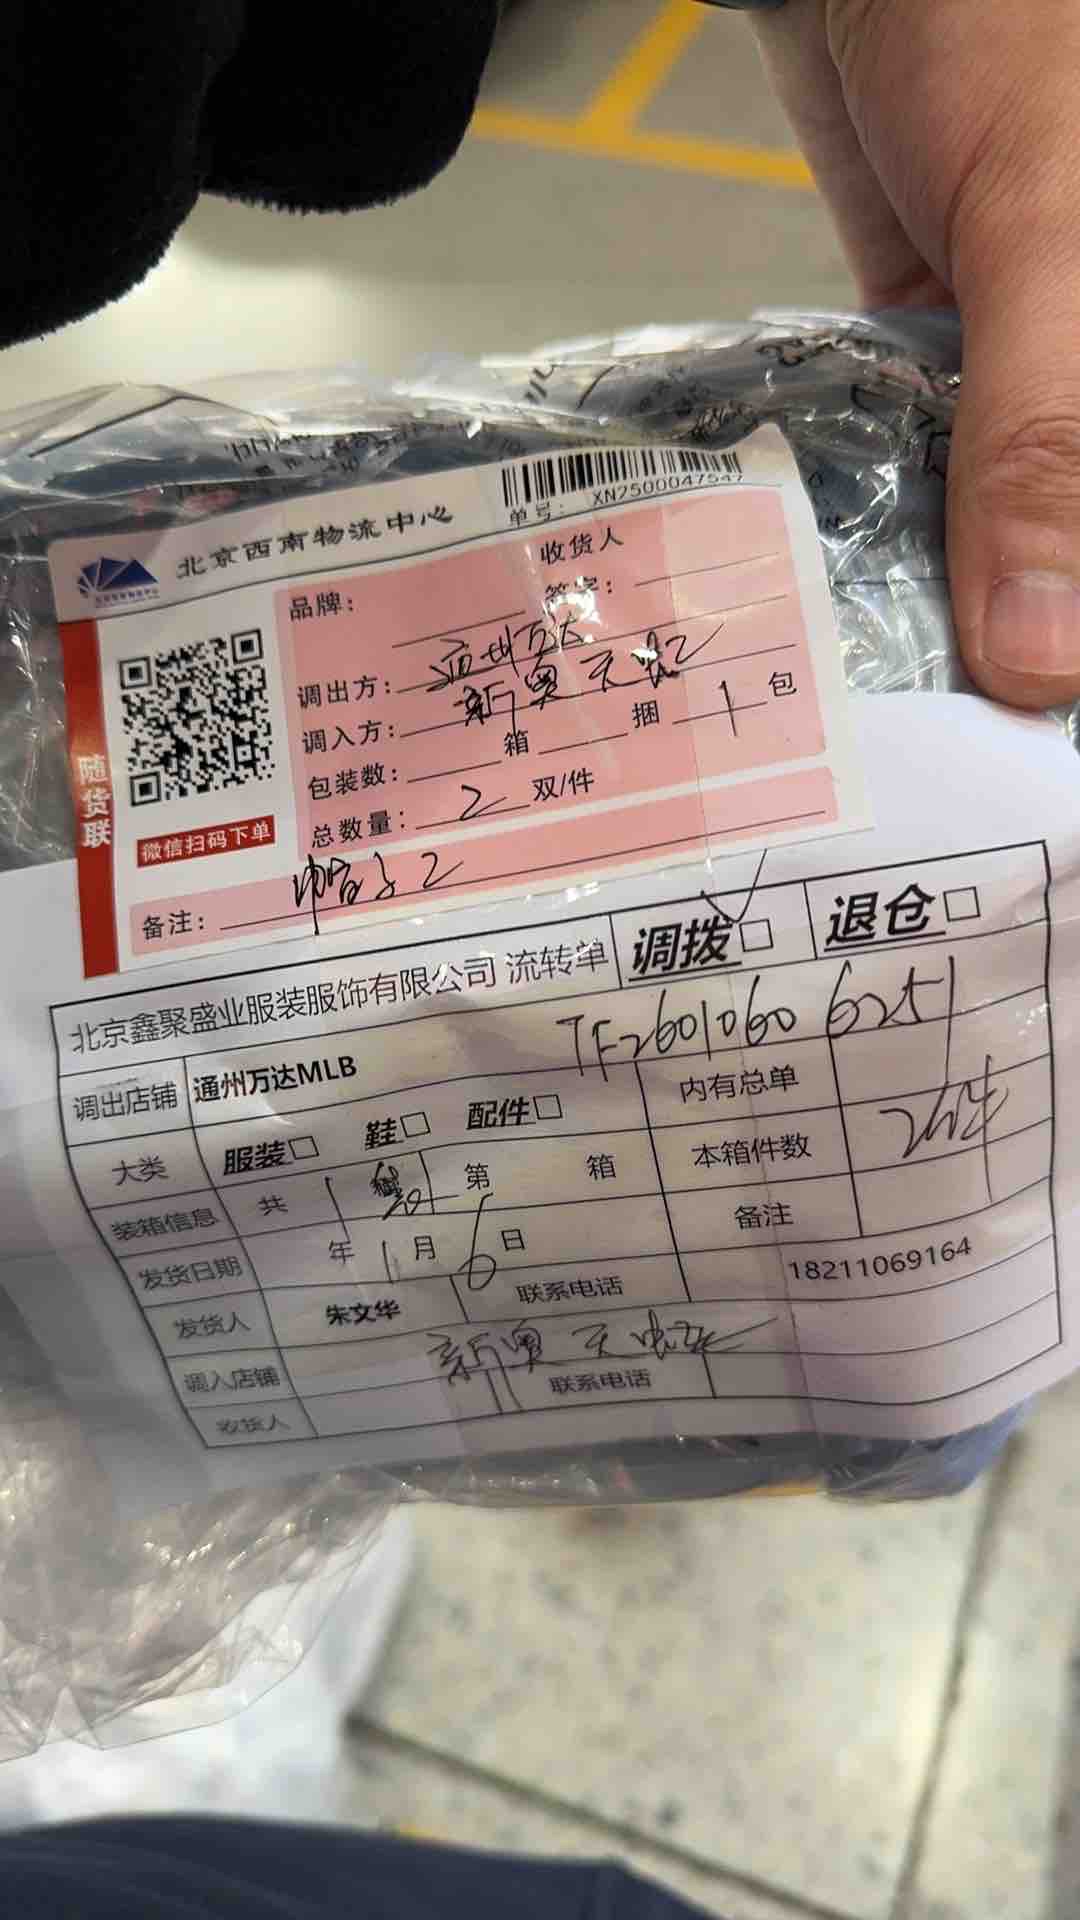 北京西南物流中心
单号: XN2500047547
随货联
微信扫码下单
品牌:
收货人
签字:
调出方: 通州万达
调入方: 新奥天虹
包装数: 箱 捆 1 包
总数量: 2 双/件
备注: 帽子2
北京鑫聚盛业服装服饰有限公司 流转单 调拨□ 退仓□
调出店铺 通州万达MLB TF2601060 6251
大类 服装□ 鞋□ 配件□ 内有总单
装箱信息 共 1 袋 第 箱 本箱件数 2件
发货日期 年 1 月 6 日 备注
发货人 朱文华 联系电话 18211069164
调入店铺 新奥天虹
收货人 联系电话